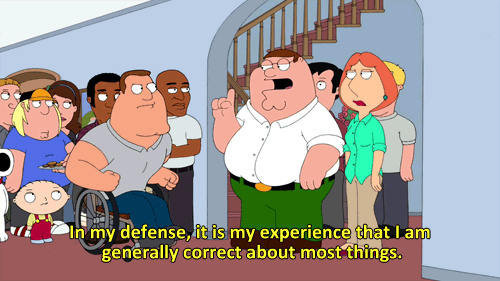 In my defense, it is my experience that I am
generally correct about most things.